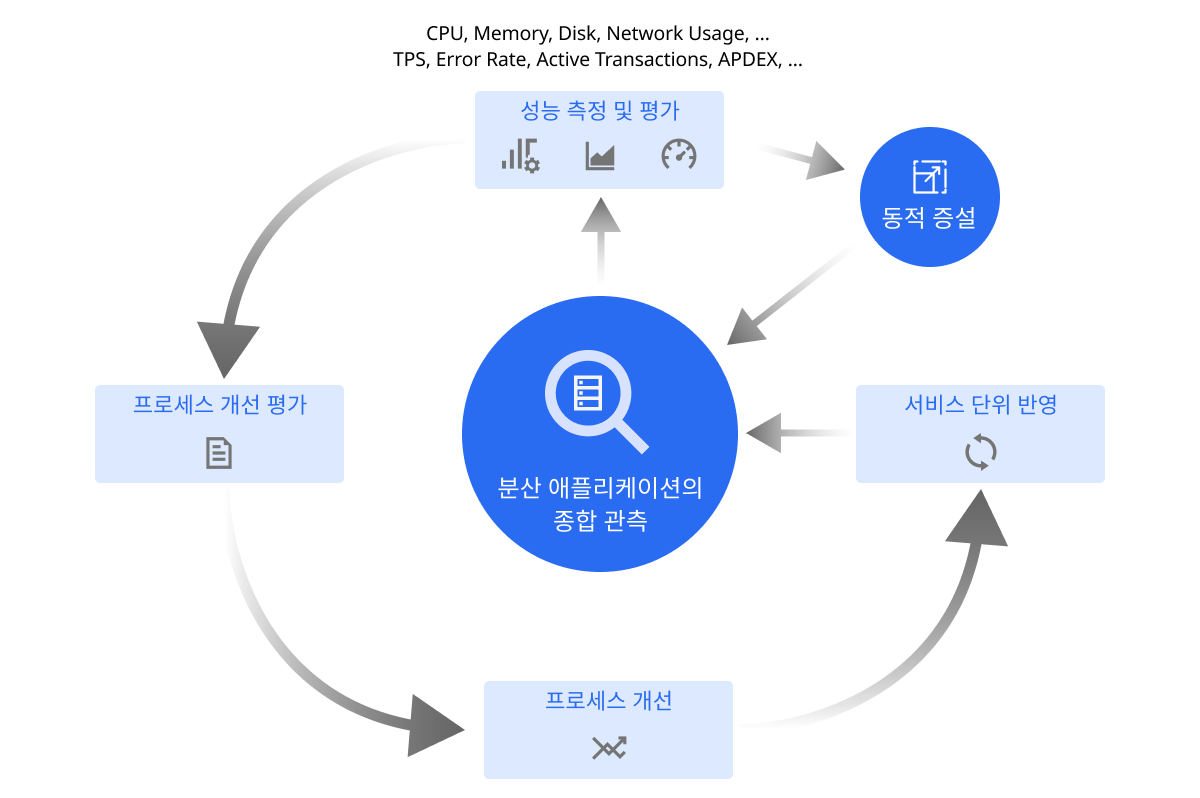 CPU, Memory, Disk, Network Usage, ...
TPS, Error Rate, Active Transactions, APDEX, ...
성능 측정 및 평가
동적 증설
프로세스 개선 평가
서비스 단위 반영
분산 애플리케이션의
종합 관측
프로세스 개선